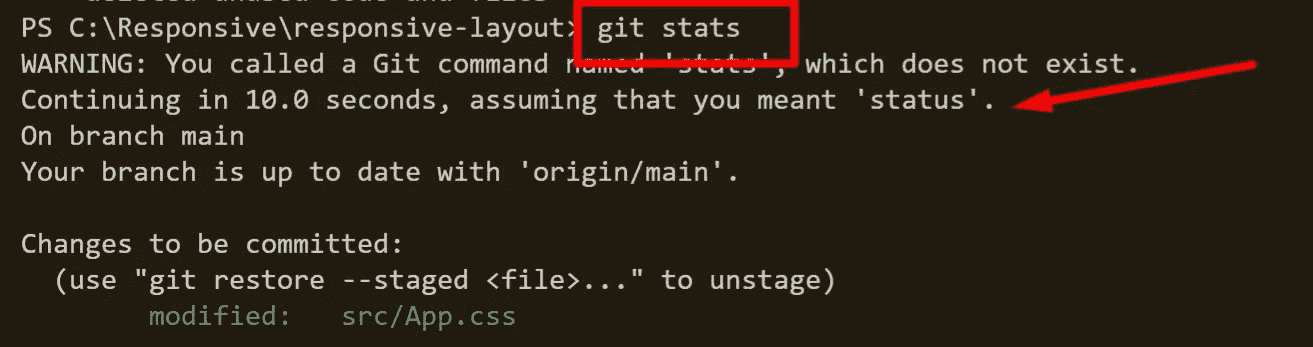 PS C:\Responsive\responsive-layout> git stats
WARNING: You called a Git command named 'stats', which does not exist.
Continuing in 10.0 seconds, assuming that you meant 'status'.
On branch main
Your branch is up to date with 'origin/main'.
Changes to be committed:
(use "git restore --staged <file>..." to unstage)
modified: src/App.css